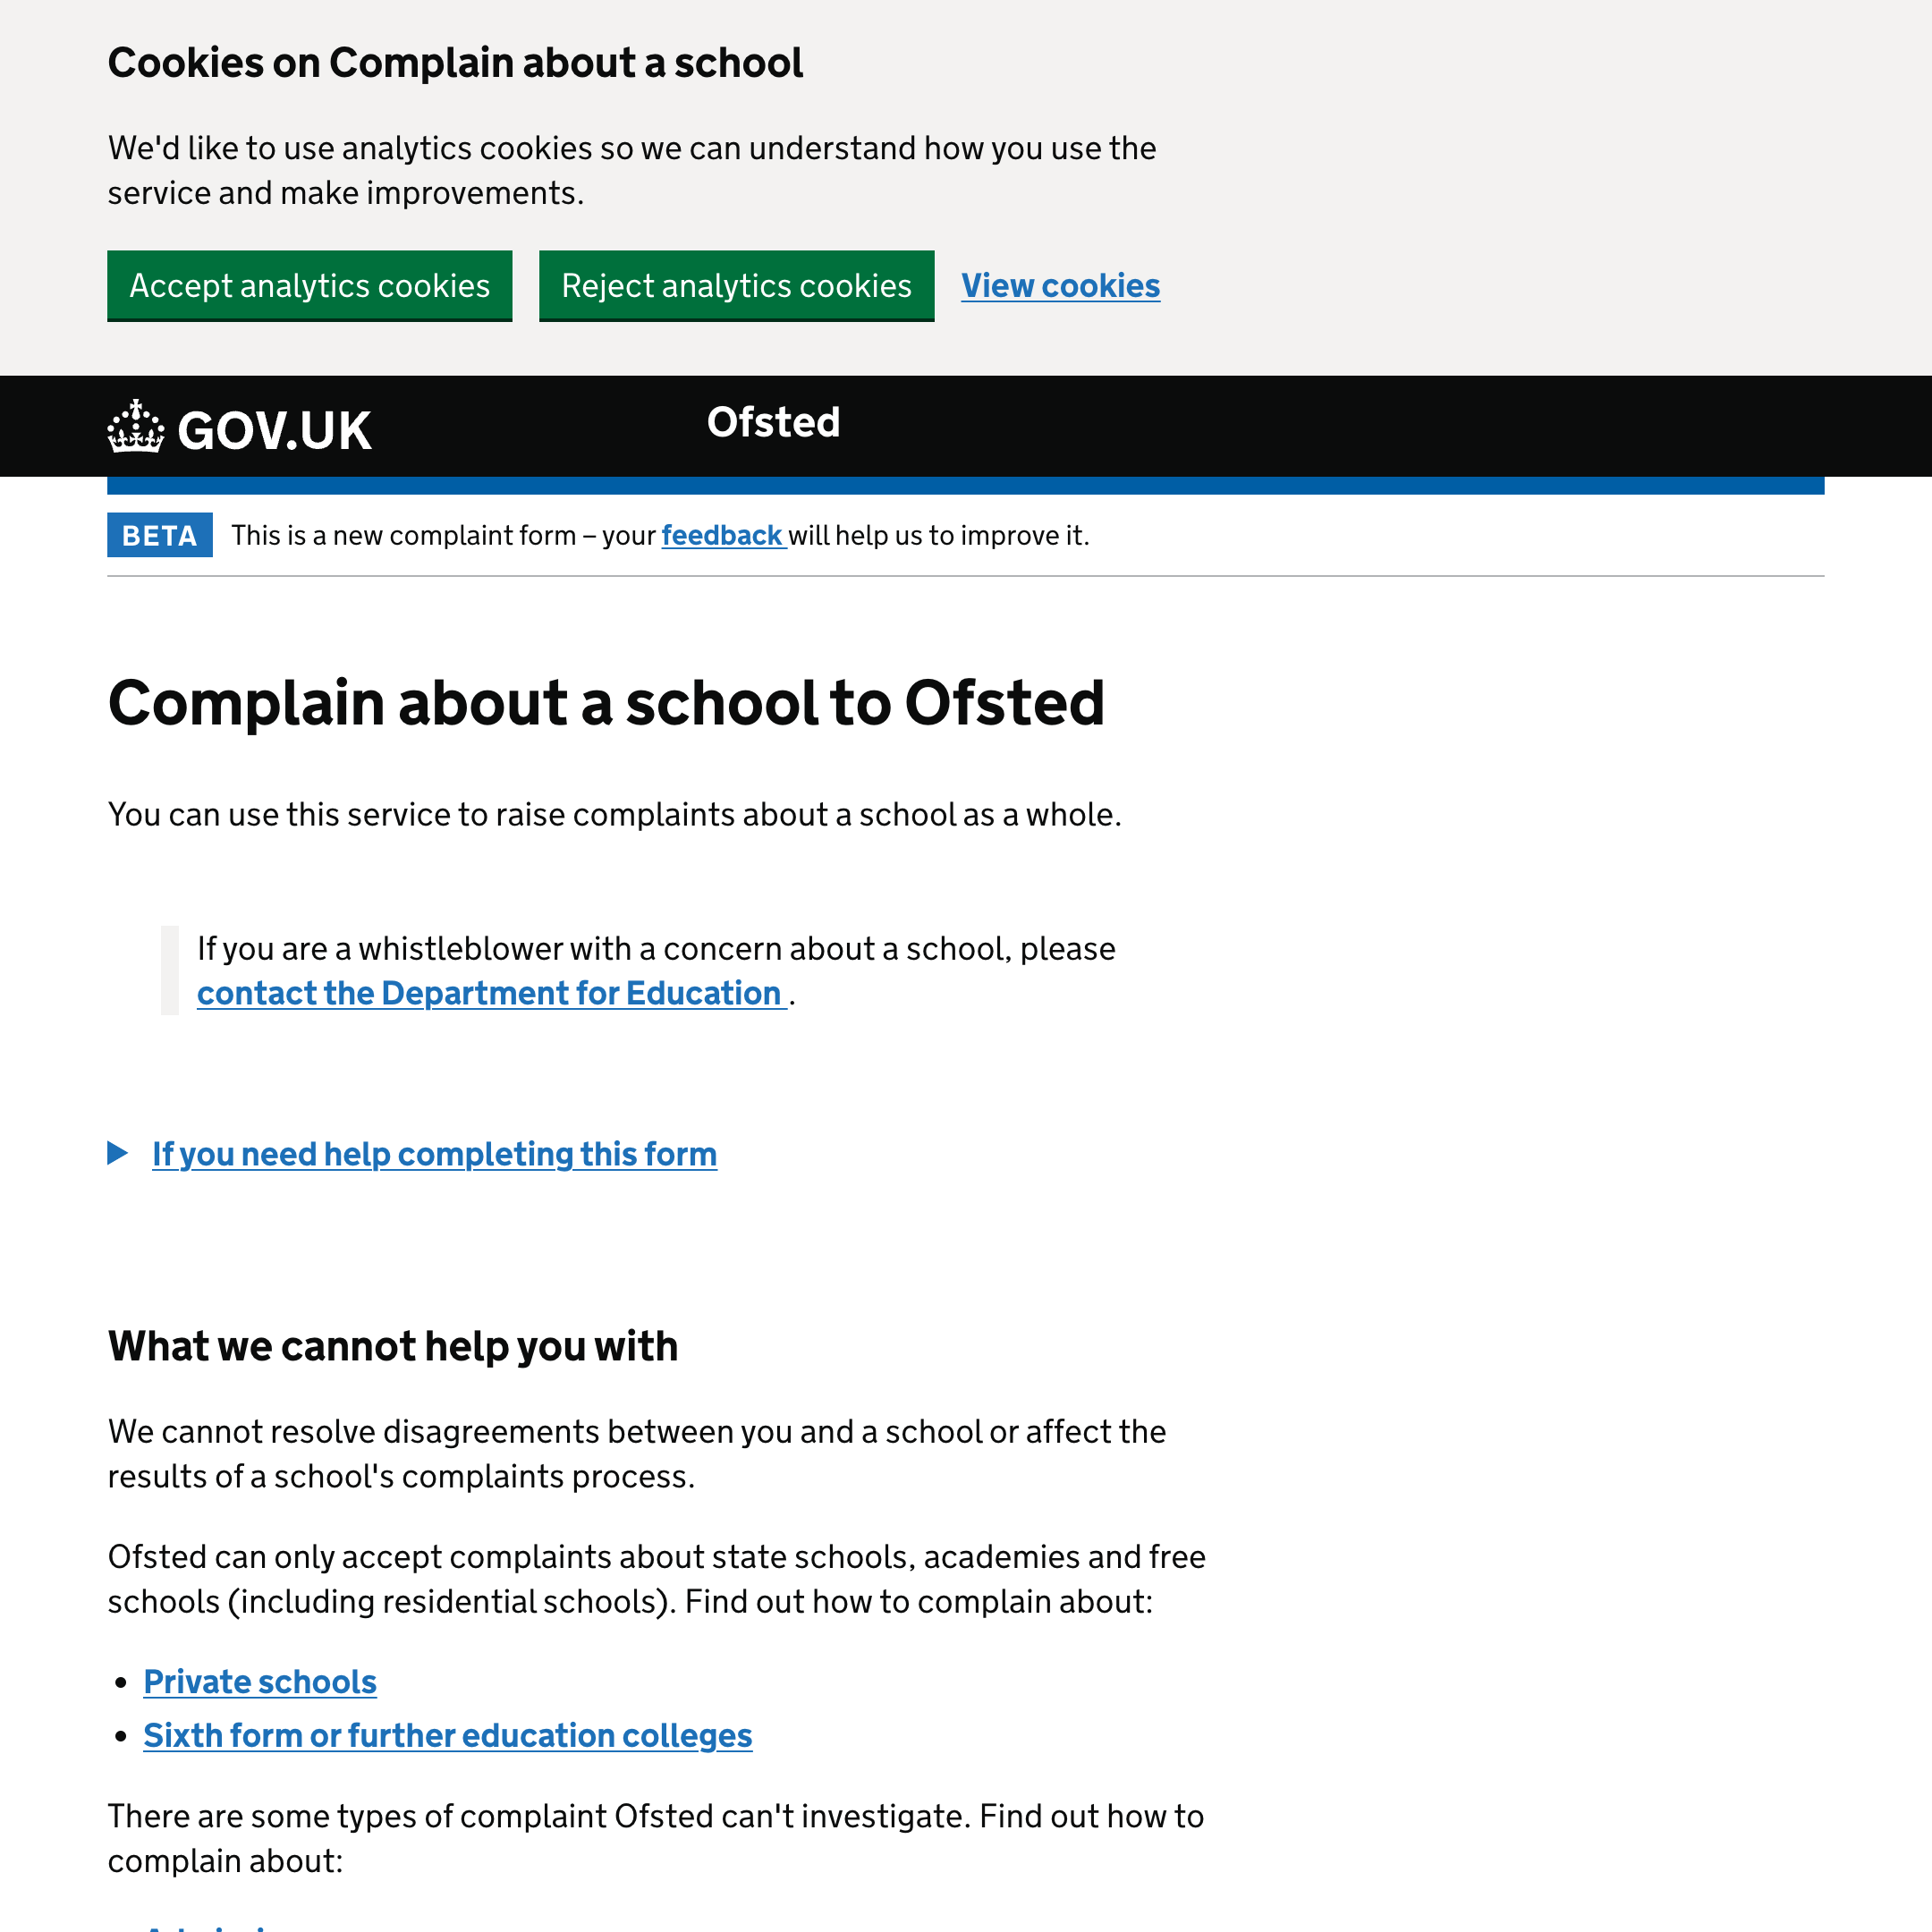 Cookies on Complain about a school
We'd like to use analytics cookies so we can understand how you use the
service and make improvements.
Accept analytics cookies
Reject analytics cookies
View cookies
GOV.UK
Ofsted
BETA
This is a new complaint form – your feedback will help us to improve it.
Complain about a school to Ofsted
You can use this service to raise complaints about a school as a whole.
If you are a whistleblower with a concern about a school, please
contact the Department for Education .
If you need help completing this form
What we cannot help you with
We cannot resolve disagreements between you and a school or affect the
results of a school's complaints process.
Ofsted can only accept complaints about state schools, academies and free
schools (including residential schools). Find out how to complain about:
• Private schools
• Sixth form or further education colleges
There are some types of complaint Ofsted can't investigate. Find out how to
complain about: